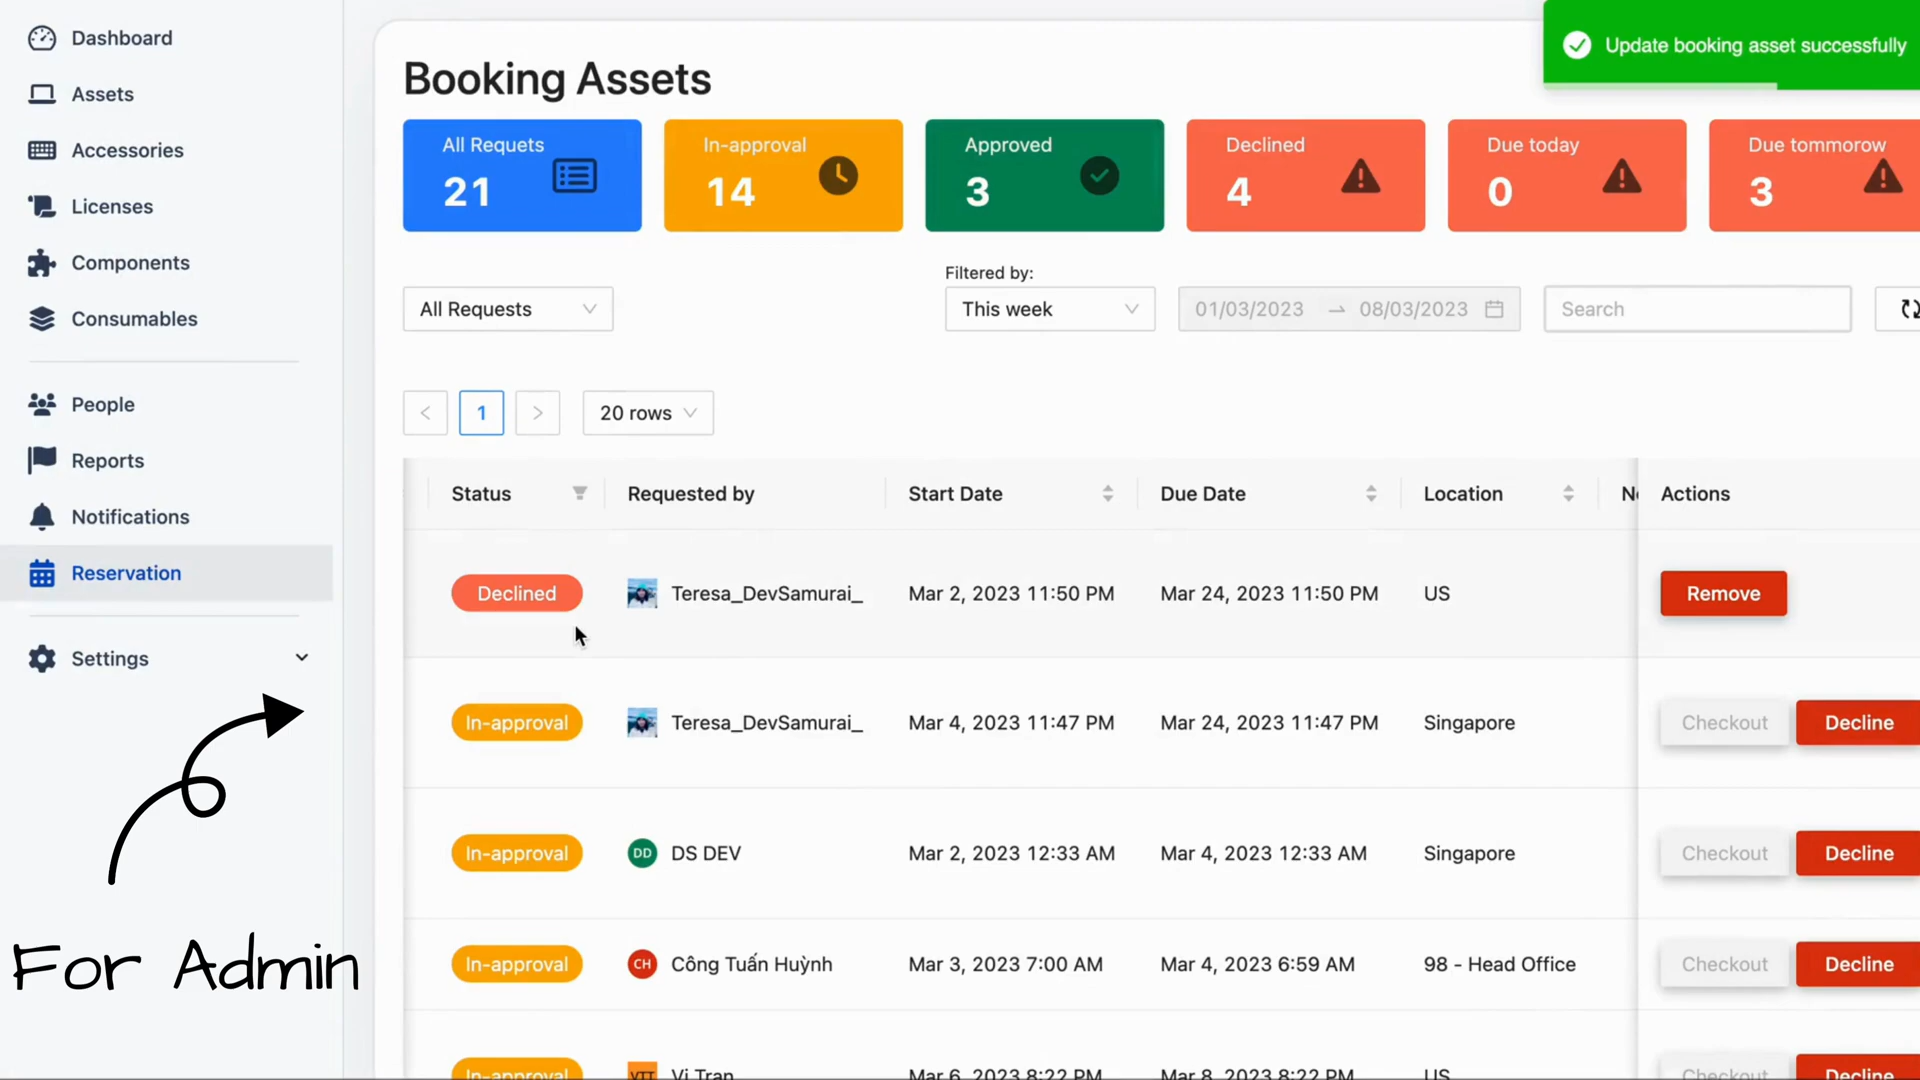 Dashboard
Assets
Accessories
Licenses
Components
Consumables
People
Reports
Notifications
Reservation
Settings
For Admin
Update booking asset successfully
Booking Assets
All Requets
21
In-approval
14
Approved
3
Declined
4
Due today
0
Due tommorow
3
Filtered by:
All Requests
This week
01/03/2023 → 08/03/2023
Search
< 1 > 20 rows
Status Requested by Start Date Due Date Location Actions
Declined Teresa_DevSamurai_ Mar 2, 2023 11:50 PM Mar 24, 2023 11:50 PM US Remove
In-approval Teresa_DevSamurai_ Mar 4, 2023 11:47 PM Mar 24, 2023 11:47 PM Singapore Checkout Decline
In-approval DD DS DEV Mar 2, 2023 12:33 AM Mar 4, 2023 12:33 AM Singapore Checkout Decline
In-approval CH Công Tuấn Huỳnh Mar 3, 2023 7:00 AM Mar 4, 2023 6:59 AM 98 - Head Office Checkout Decline
In-approval VTT Vi Tran Mar 6, 2023 8:22 PM Mar 8, 2023 8:22 PM US Checkout Decline